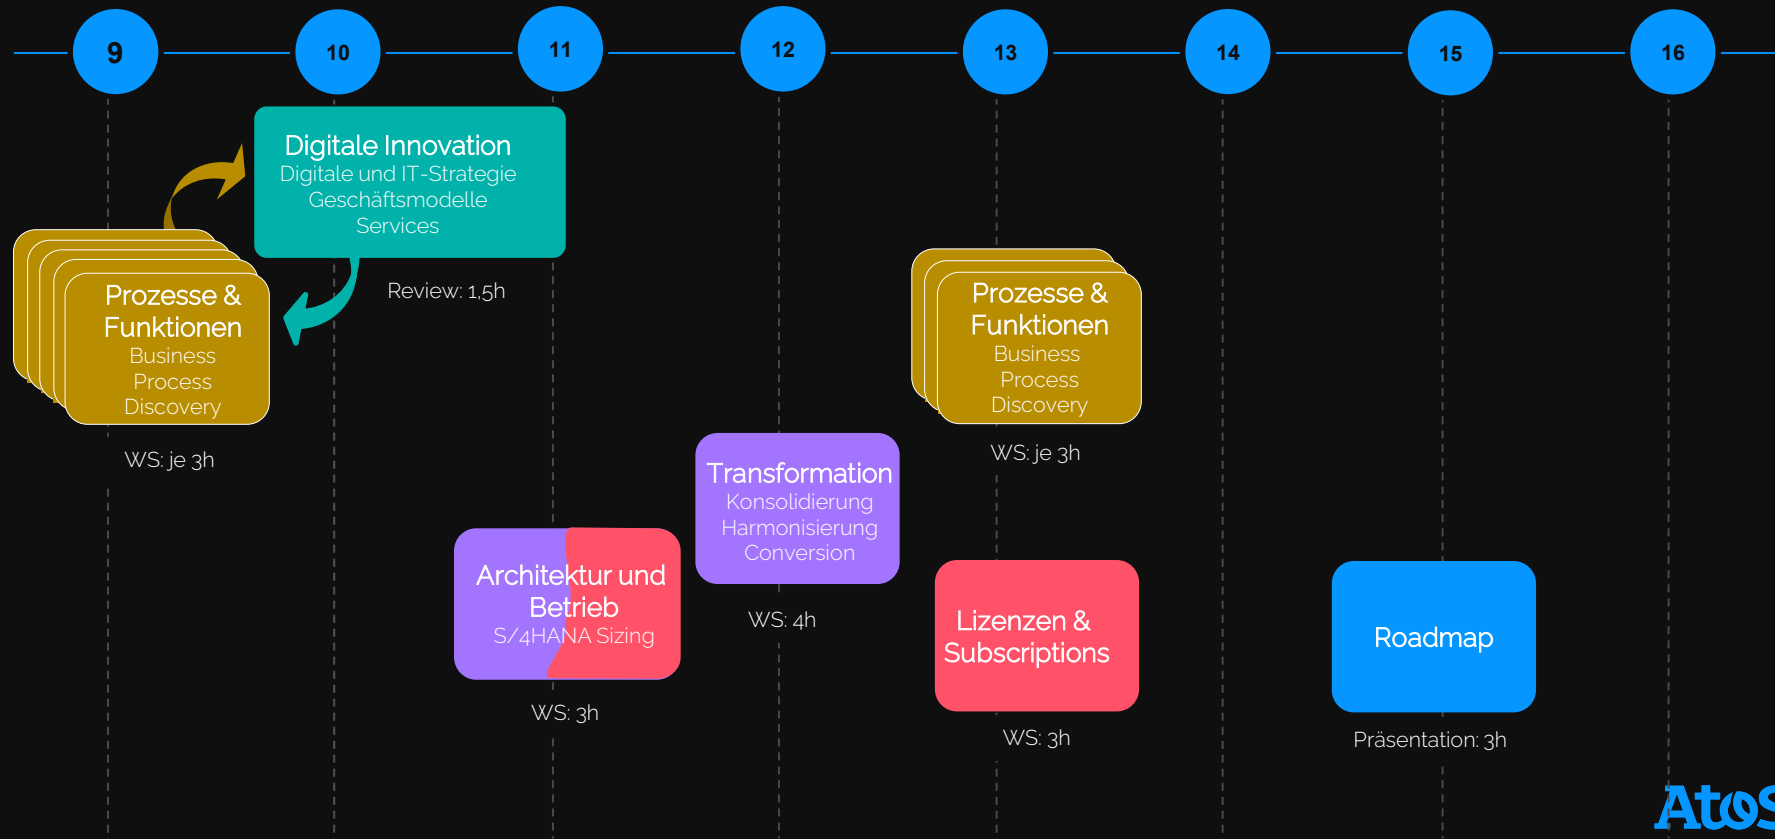 9
10
11
12
13
14
15
16
Digitale Innovation
Digitale und IT-Strategie
Geschäftsmodelle
Services
Review: 1,5h
Prozesse &
Funktionen
Business
Process
Discovery
WS: je 3h
Prozesse &
Funktionen
Business
Process
Discovery
WS: je 3h
Transformation
Konsolidierung
Harmonisierung
Conversion
WS: 4h
Architektur und
Betrieb
S/4HANA Sizing
WS: 3h
Lizenzen &
Subscriptions
WS: 3h
Roadmap
Präsentation: 3h
Atos